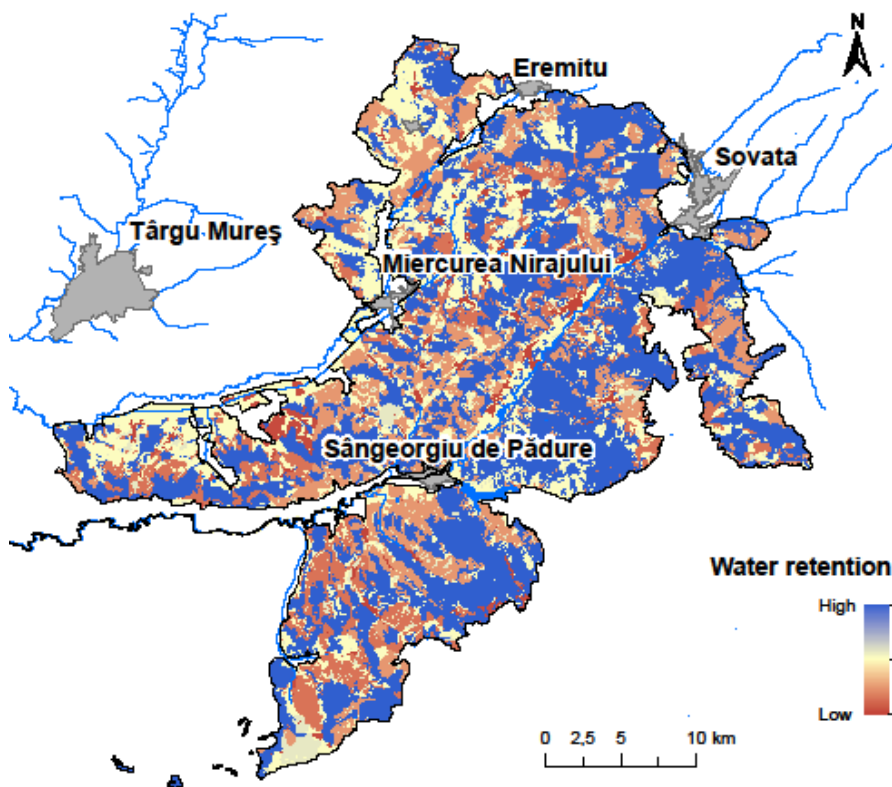 N
Eremitu
Sovata
Târgu Mureş
Miercurea Nirajului
Sângeorgiu de Pădure
Water retention
High
Low
0 2,5 5 10 km